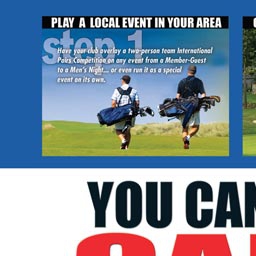 PLAY A LOCAL EVENT IN YOUR AREA
step 1
Have your club overlay a two-person team International
Pairs Competition on any event from a Member-Guest
to a Men's Night... or even run it as a special
event on its own.
YOU CAN